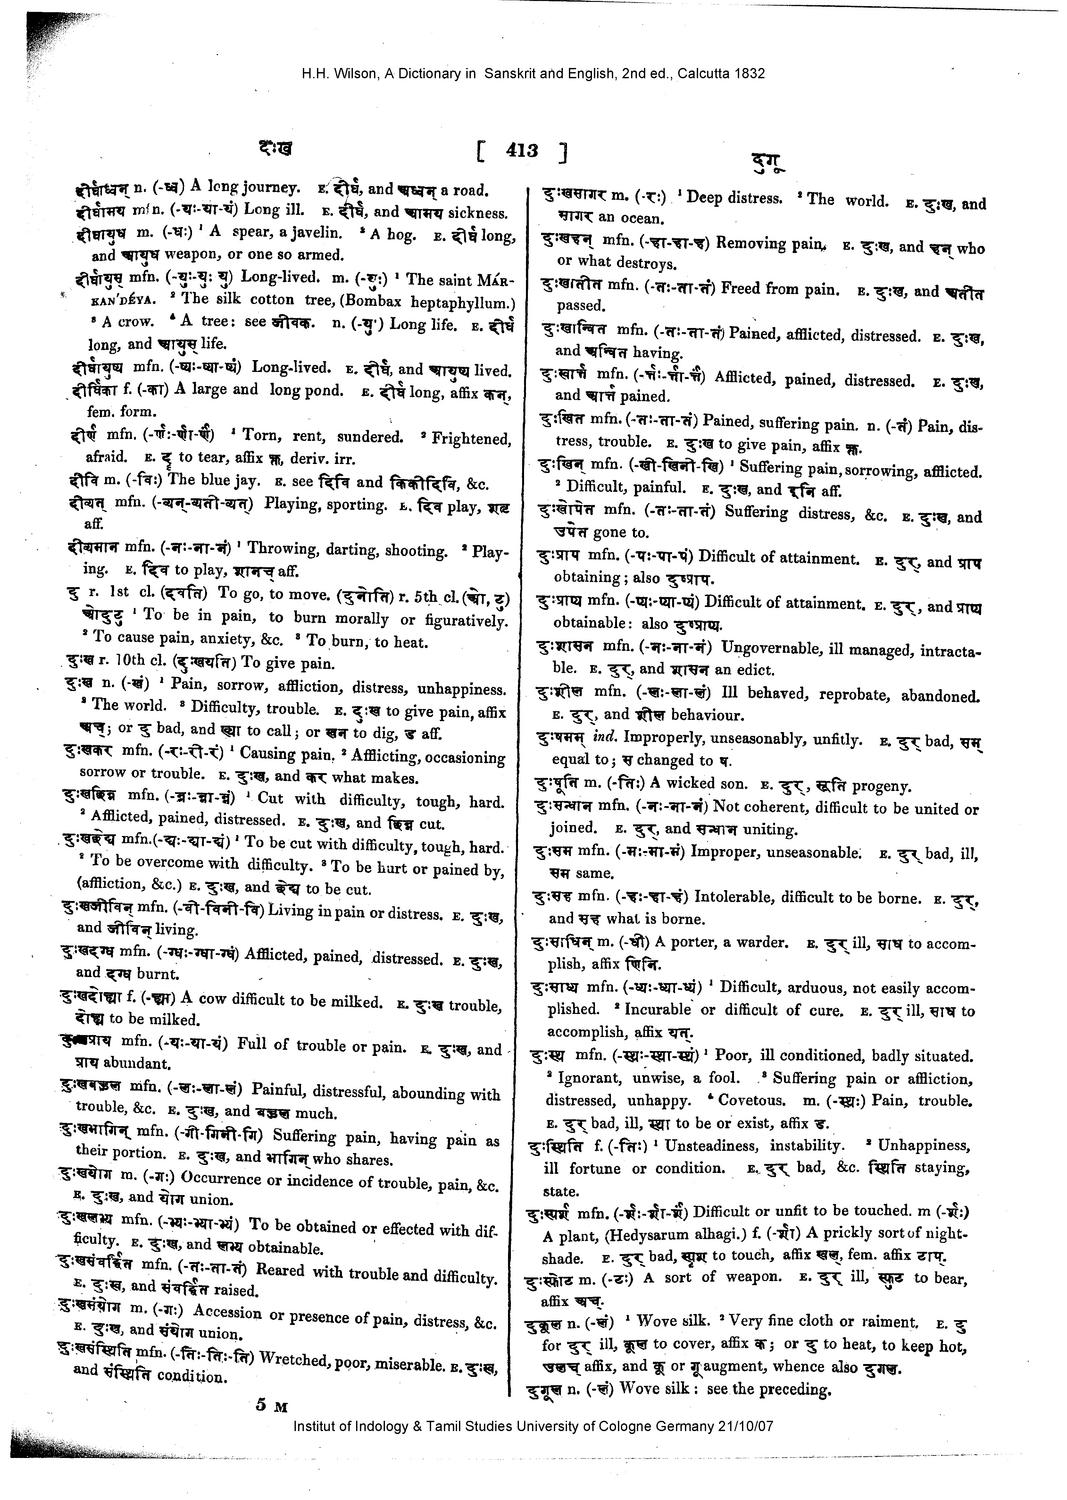 H.H. Wilson, A Dictionary in Sanskrit and English, 2nd ed., Calcutta 1832
दःख [ 413 ] दुगू
दीर्घाध्वन् n. (-ध्व) A long journey. E. दीर्घ, and अध्वन् a road.
दीर्घामय mfn. (-यः-या-यं) Long ill. E. दीर्घ, and आमय sickness.
दीर्घायुध m. (-धः) ¹ A spear, a javelin. ² A hog. E. दीर्घ long,
and आयुध weapon, or one so armed.
दीर्घायुस् mfn. (-युः-युः यु) Long-lived. m. (-युः) ¹ The saint MÁR-
KAN'DÉYA. ² The silk cotton tree, (Bombax heptaphyllum.)
³ A crow. ⁴ A tree: see जीवक. n. (-यु) Long life. E. दीर्घ
long, and आयुस् life.
दीर्घायुष्य mfn. (-ष्यः-ष्या-ष्यं) Long-lived. E. दीर्घ, and आयुष्य lived.
दीर्घिका f. (-का) A large and long pond. E. दीर्घ long, affix कन्,
fem. form.
दीर्ण mfn. (-र्णः-र्णा-र्णं) ¹ Torn, rent, sundered. ² Frightened,
afraid. E. दॄ to tear, affix क्त, deriv. irr.
दीवि m. (-विः) The blue jay. E. see दिवि and किकीदिवि, &c.
दीव्यत् mfn. (-व्यन्-व्यती-व्यत्) Playing, sporting. E. दिव play, शतृ
aff.
दीव्यमान mfn. (-नः-ना-नं) ¹ Throwing, darting, shooting. ² Play-
ing. E. दिव to play, शानच् aff.
दु r. 1st cl. (दवति) To go, to move. (दुनोति) r. 5th cl. (ओ, टु)
ओदुटु ¹ To be in pain, to burn morally or figuratively.
² To cause pain, anxiety, &c. ³ To burn, to heat.
दुःख r. 10th cl. (दुःखयति) To give pain.
दुःख n. (-खं) ¹ Pain, sorrow, affliction, distress, unhappiness.
² The world. ³ Difficulty, trouble. E. दुःख to give pain, affix
अच्; or दु bad, and ख्या to call; or खन to dig, ड aff.
दुःखकर mfn. (-रः-री-रं) ¹ Causing pain. ² Afflicting, occasioning
sorrow or trouble. E. दुःख, and कर what makes.
दुःखछिन्न mfn. (-न्नः-न्ना-न्नं) ¹ Cut with difficulty, tough, hard.
² Afflicted, pained, distressed. E. दुःख, and छिन्न cut.
दुःखछेद्य mfn.(-द्यः-द्या-द्यं) ¹ To be cut with difficulty, tough, hard.
² To be overcome with difficulty. ³ To be hurt or pained by,
(affliction, &c.) E. दुःख, and छेद्य to be cut.
दुःखजीविन् mfn. (-वी-विनी-वि) Living in pain or distress. E. दुःख,
and जीविन् living.
दुःखदग्ध mfn. (-ग्धः-ग्धा-ग्धं) Afflicted, pained, distressed. E. दुःख,
and दग्ध burnt.
दुःखदोह्या f. (-ह्या) A cow difficult to be milked. E. दुःख trouble,
दोह्य to be milked.
दुःखप्राय mfn. (-यः-या-यं) Full of trouble or pain. E. दुःख, and
प्राय abundant.
दुःखबहुल mfn. (-लः-ला-लं) Painful, distressful, abounding with
trouble, &c. E. दुःख, and बहुल much.
दुःखभागिन् mfn. (-गी-गिनी-गि) Suffering pain, having pain as
their portion. E. दुःख, and भागिन् who shares.
दुःखयोग m. (-गः) Occurrence or incidence of trouble, pain, &c.
E. दुःख, and योग union.
दुःखलभ्य mfn. (-भ्यः-भ्या-भ्यं) To be obtained or effected with dif-
ficulty. E. दुःख, and लभ्य obtainable.
दुःखसंवर्द्धित mfn. (-तः-ता-तं) Reared with trouble and difficulty.
E. दुःख, and संवर्द्धित raised.
दुःखसंयोग m. (-गः) Accession or presence of pain, distress, &c.
E. दुःख, and संयोग union.
दुःखसंस्थिति mfn. (-तिः-तिः-ति) Wretched, poor, miserable. E. दुःख,
and संस्थिति condition.
5 M
दुःखसागर m. (-रः) ¹ Deep distress. ² The world. E. दुःख, and
सागर an ocean.
दुःखहन् mfn. (-हा-हा-ह) Removing pain. E. दुःख, and हन् who
or what destroys.
दुःखातीत mfn. (-तः-ता-तं) Freed from pain. E. दुःख, and अतीत
passed.
दुःखान्वित mfn. (-तः-ता-तं) Pained, afflicted, distressed. E. दुःख,
and अन्वित having.
दुःखार्त्त mfn. (-र्त्तः-र्त्ता-र्त्तं) Afflicted, pained, distressed. E. दुःख,
and आर्त्त pained.
दुःखित mfn. (-तः-ता-तं) Pained, suffering pain. n. (-तं) Pain, dis-
tress, trouble. E. दुःख to give pain, affix क्त.
दुःखिन् mfn. (-खी-खिनी-खि) ¹ Suffering pain, sorrowing, afflicted.
² Difficult, painful. E. दुःख, and इनि aff.
दुःखोपेत mfn. (-तः-ता-तं) Suffering distress, &c. E. दुःख, and
उपेत gone to.
दुःप्राप mfn. (-पः-पा-पं) Difficult of attainment. E. दुर्, and प्राप
obtaining; also दुष्प्राप.
दुःप्राप्य mfn. (-प्यः-प्या-प्यं) Difficult of attainment. E. दुर्, and प्राप्य
obtainable: also दुष्प्राप्य.
दुःशासन mfn. (-नः-ना-नं) Ungovernable, ill managed, intracta-
ble. E. दुर्, and शासन an edict.
दुःशील mfn. (-लः-ला-लं) Ill behaved, reprobate, abandoned.
E. दुर्, and शील behaviour.
दुःषमम् ind. Improperly, unseasonably, unfitly. E. दुर् bad, सम्
equal to; स changed to ष.
दुःषूति m. (-तिः) A wicked son. E. दुर्, सूति progeny.
दुःसन्धान mfn. (-नः-ना-नं) Not coherent, difficult to be united or
joined. E. दुर्, and सन्धान uniting.
दुःसम mfn. (-मः-मा-मं) Improper, unseasonable. E. दुर् bad, ill,
सम same.
दुःसह mfn. (-हः-हा-हं) Intolerable, difficult to be borne. E. दुर्,
and सह what is borne.
दुःसाधिन् m. (-धी) A porter, a warder. E. दुर् ill, साध to accom-
plish, affix णिनि.
दुःसाध्य mfn. (-ध्यः-ध्या-ध्यं) ¹ Difficult, arduous, not easily accom-
plished. ² Incurable or difficult of cure. E. दुर् ill, साध to
accomplish, affix यत्.
दुःस्थ mfn. (-स्थः-स्था-स्थं) ¹ Poor, ill conditioned, badly situated.
² Ignorant, unwise, a fool. ³ Suffering pain or affliction,
distressed, unhappy. ⁴ Covetous. m. (-स्थः) Pain, trouble.
E. दुर् bad, ill, स्था to be or exist, affix ड.
दुःस्थिति f. (-तिः) ¹ Unsteadiness, instability. ² Unhappiness,
ill fortune or condition. E. दुर् bad, &c. स्थिति staying,
state.
दुःस्पर्श mfn. (-र्शः-र्शा-र्शं) Difficult or unfit to be touched. m (-र्शः)
A plant, (Hedysarum alhagi.) f. (-र्शा) A prickly sort of night-
shade. E. दुर् bad, स्पृश to touch, affix खल्, fem. affix टाप्.
दुःस्फोट m. (-टः) A sort of weapon. E. दुर् ill, स्फुट to bear,
affix अच्.
दुकूल n. (-लं) ¹ Wove silk. ² Very fine cloth or raiment. E. दु
for दुर् ill, कूल to cover, affix क; or दु to heat, to keep hot,
उलच् affix, and कू or गू augment, whence also दुगूल.
दुगूल n. (-लं) Wove silk: see the preceding.
Institut of Indology & Tamil Studies University of Cologne Germany 21/10/07